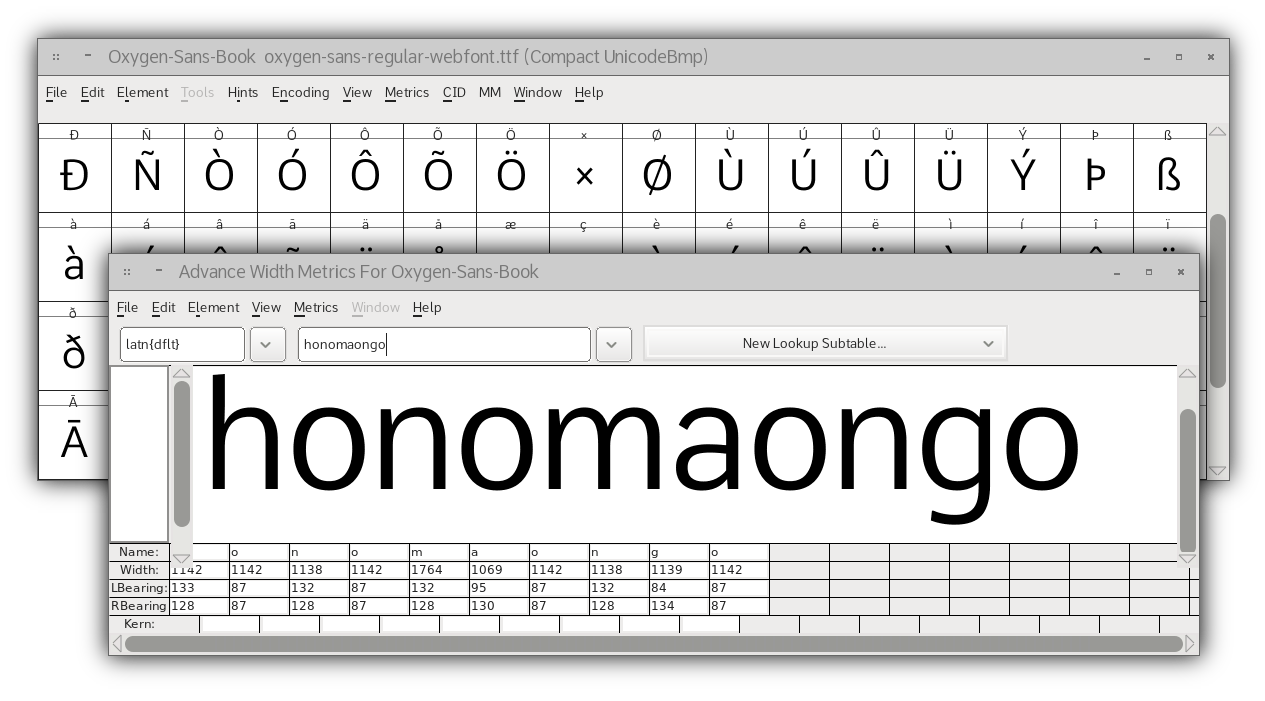 Oxygen-Sans-Book oxygen-sans-regular-webfont.ttf (Compact UnicodeBmp)
File Edit Element Tools Hints Encoding View Metrics CID MM Window Help
Ð Ñ Ò Ó Ô Õ Ö × Ø Ù Ú Û Ü Ý Þ ß
Ð Ñ Ò Ó Ô Õ Ö × Ø Ù Ú Û Ü Ý Þ ß
à á â ã ä å æ ç è é ê ë ì í î ï
à
ð
ð
Ā
Ā
Advance Width Metrics For Oxygen-Sans-Book
File Edit Element View Metrics Window Help
latn{dflt} honomaongo New Lookup Subtable...
honomaongo
Name: o n o m a o n g o
Width: 1142 1142 1138 1142 1764 1069 1142 1138 1139 1142
LBearing: 133 87 132 87 132 95 87 132 84 87
RBearing 128 87 128 87 128 130 87 128 134 87
Kern: